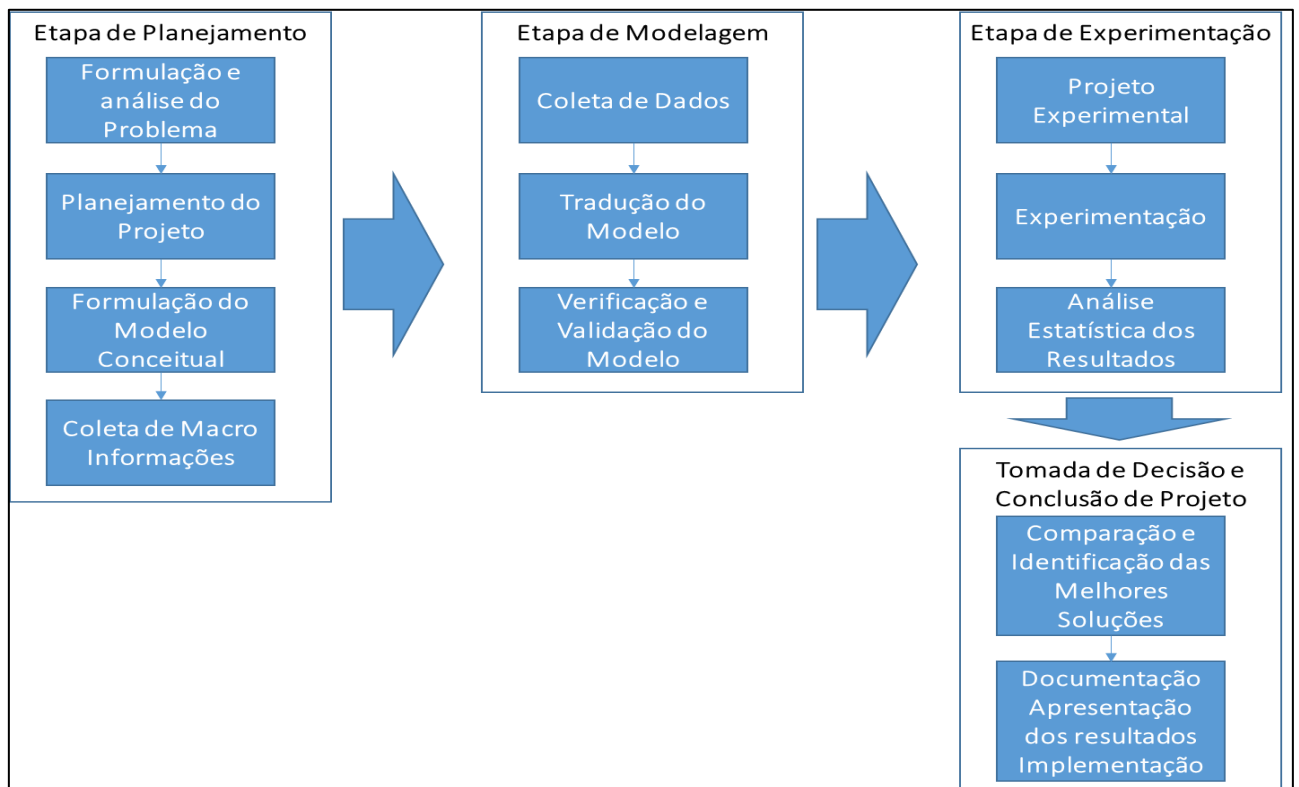 Etapa de Planejamento
Formulação e
análise do
Problema
Planejamento do
Projeto
Formulação do
Modelo
Conceitual
Coleta de Macro
Informações
Etapa de Modelagem
Coleta de Dados
Tradução do
Modelo
Verificação e
Validação do
Modelo
Etapa de Experimentação
Projeto
Experimental
Experimentação
Análise
Estatística dos
Resultados
Tomada de Decisão e
Conclusão de Projeto
Comparação e
Identificação das
Melhores
Soluções
Documentação
Apresentação
dos resultados
Implementação